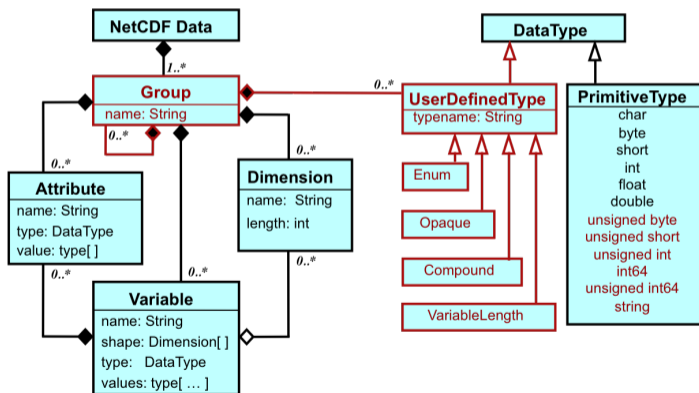 NetCDF Data
1..*
Group
name: String
0..*
0..*
DataType
UserDefinedType
typename: String
Enum
Opaque
Compound
VariableLength
PrimitiveType
char
byte
short
int
float
double
unsigned byte
unsigned short
unsigned int
int64
unsigned int64
string
0..*
Attribute
name: String
type: DataType
value: type[ ]
0..*
0..*
Dimension
name: String
length: int
0..*
0..*
Variable
name: String
shape: Dimension[ ]
type: DataType
values: type[ ... ]